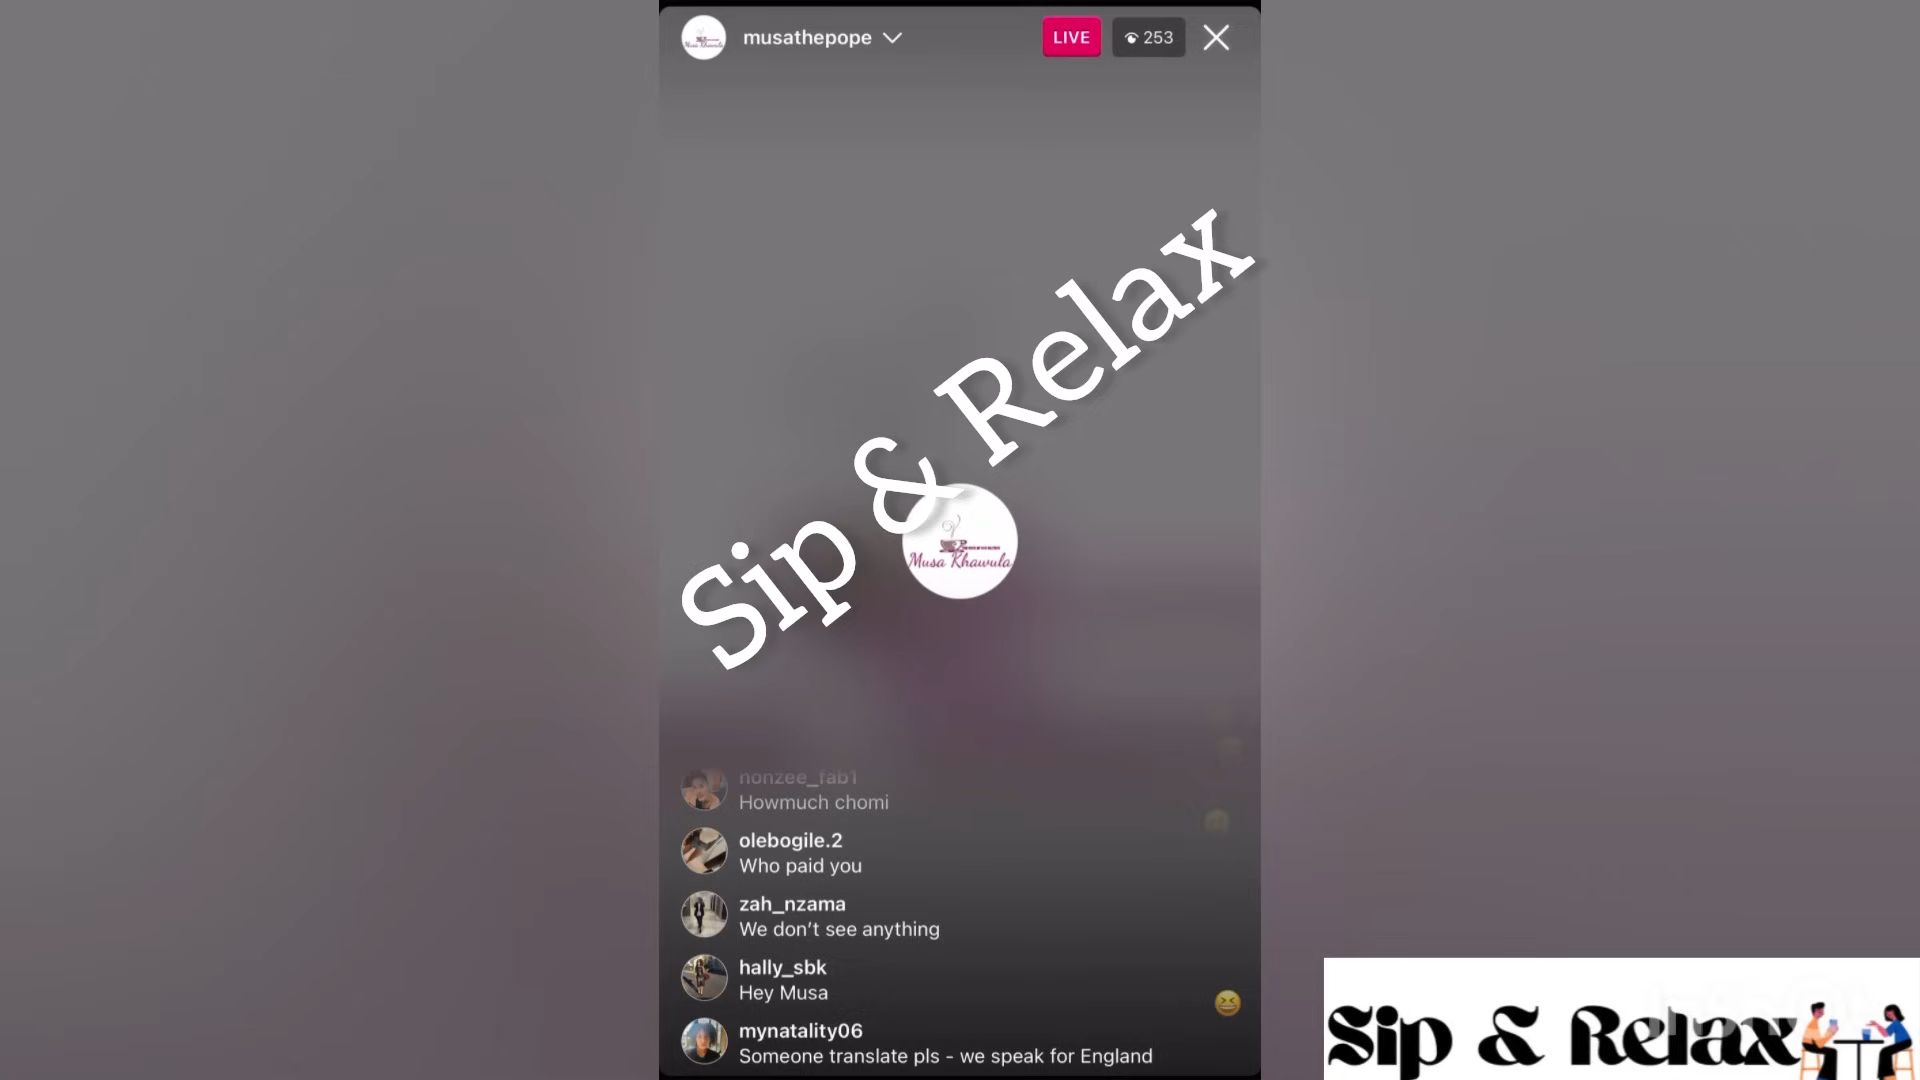 musathepope
LIVE
253
Sip & Relax
Musa Khawula
nonzee_fab1
Howmuch chomi
olebogile.2
Who paid you
zah_nzama
We don't see anything
hally_sbk
Hey Musa
mynatality06
Someone translate pls - we speak for England
Sip & Relax